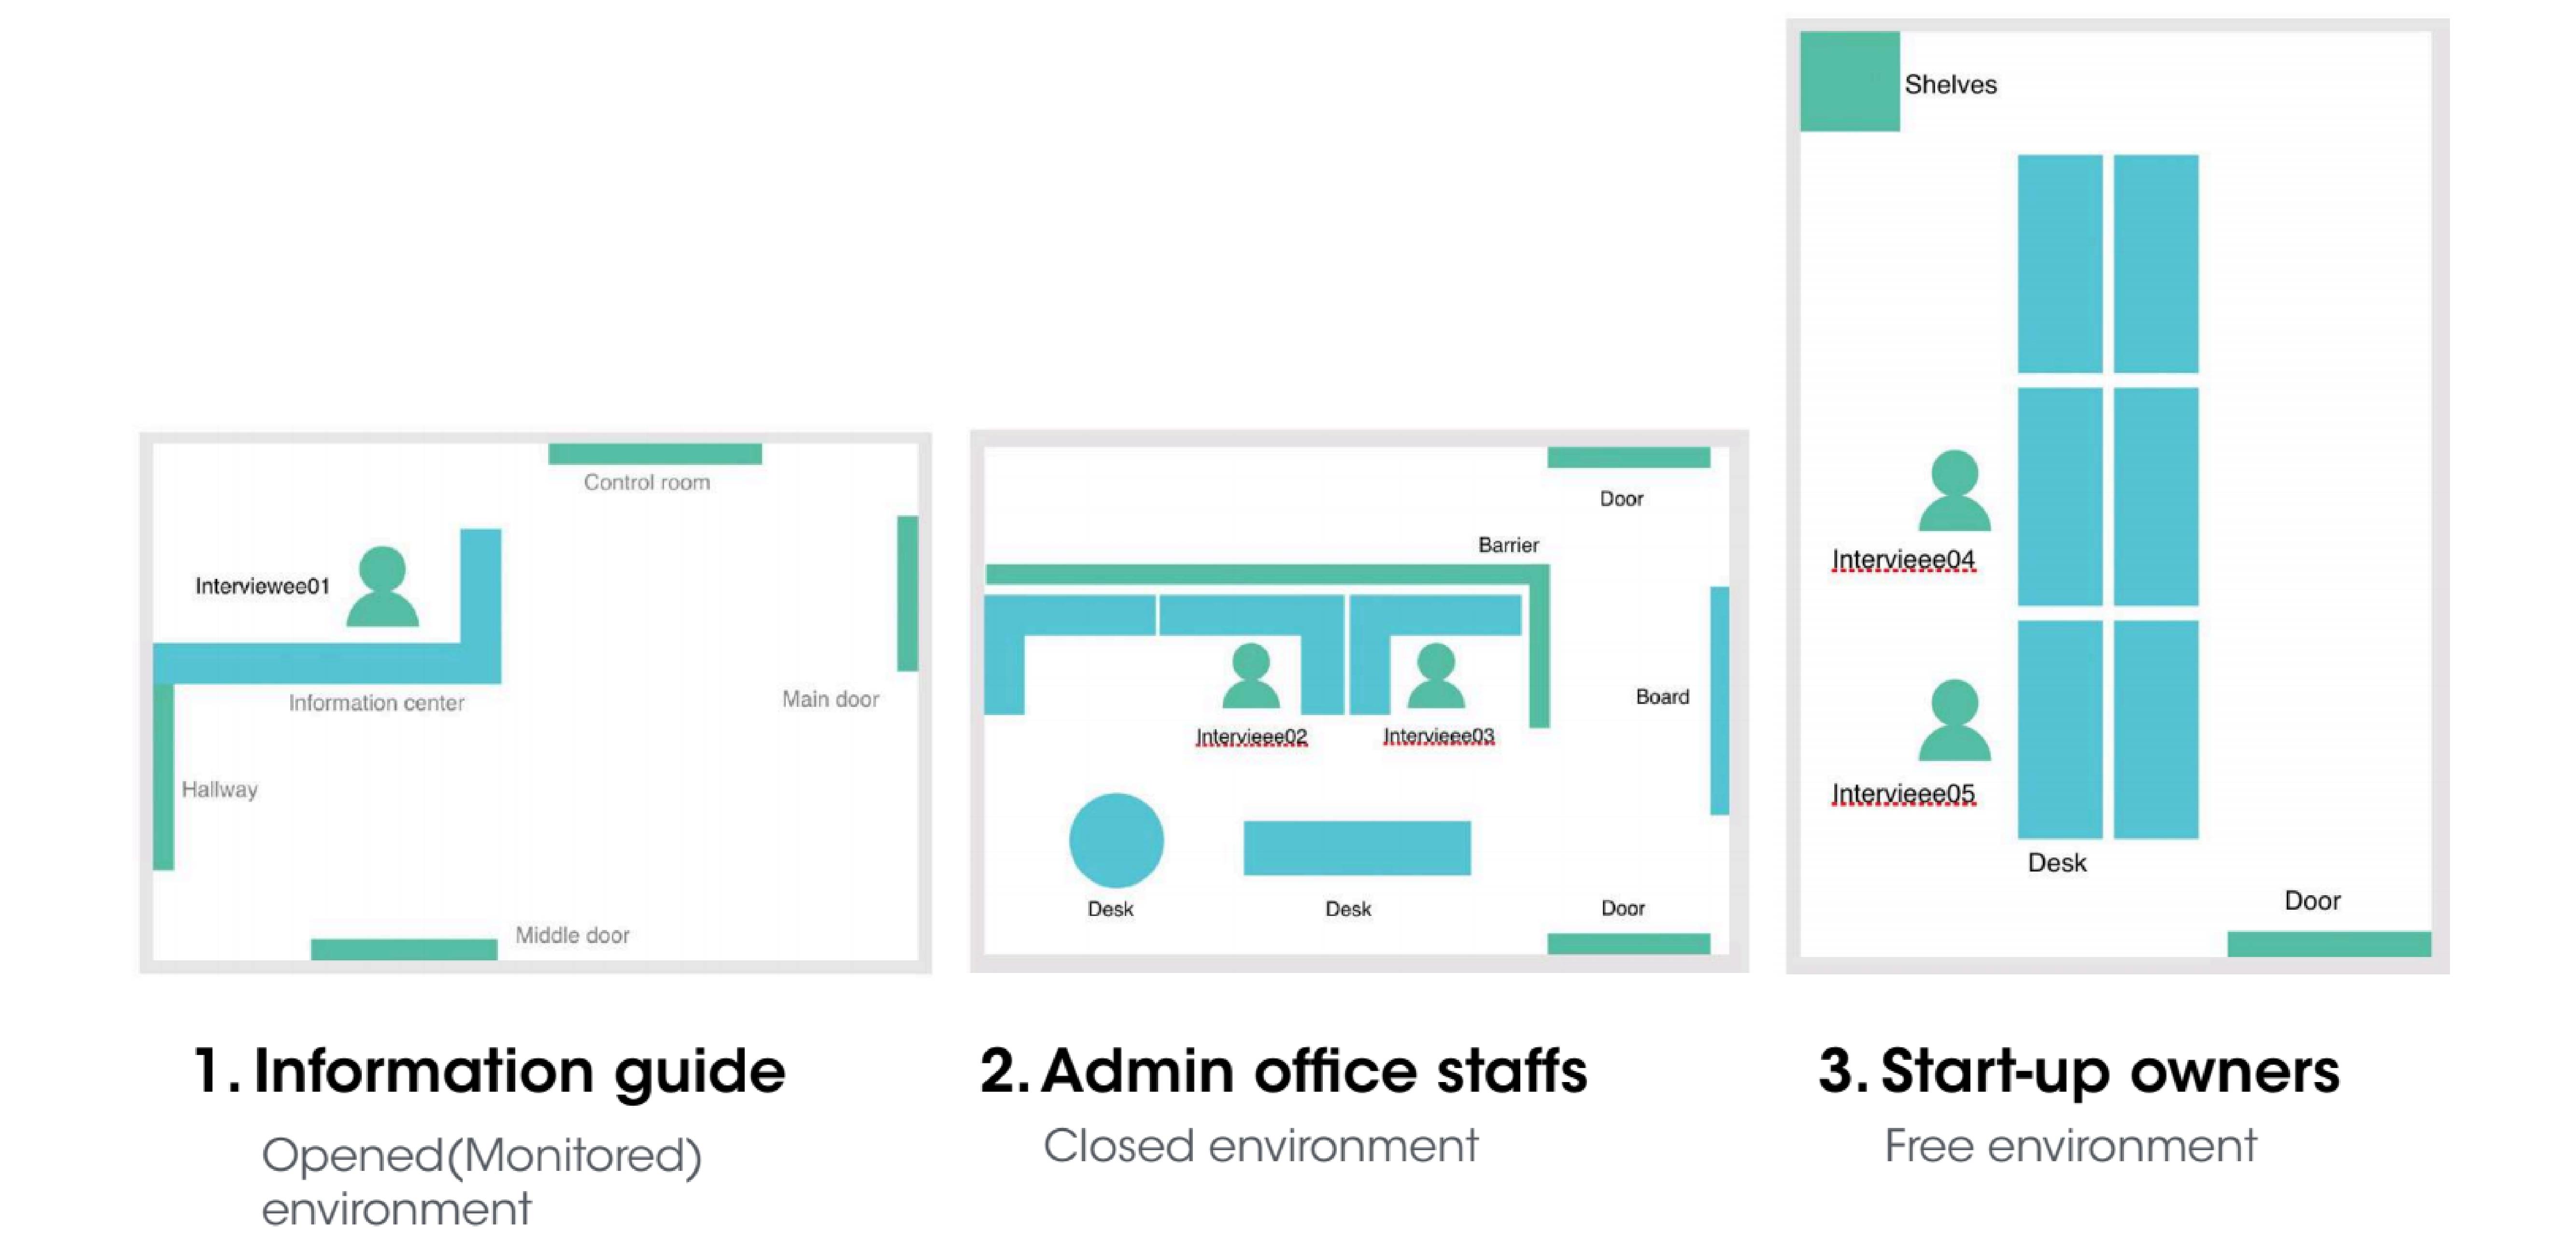 Control room
Interviewee01
Information center
Main door
Hallway
Middle door
Door
Barrier
Board
Intervieee02
Intervieee03
Desk
Desk
Door
Shelves
Intervieee04
Intervieee05
Desk
Door
1. Information guide
Opened(Monitored)
environment
2. Admin office staffs
Closed environment
3. Start-up owners
Free environment